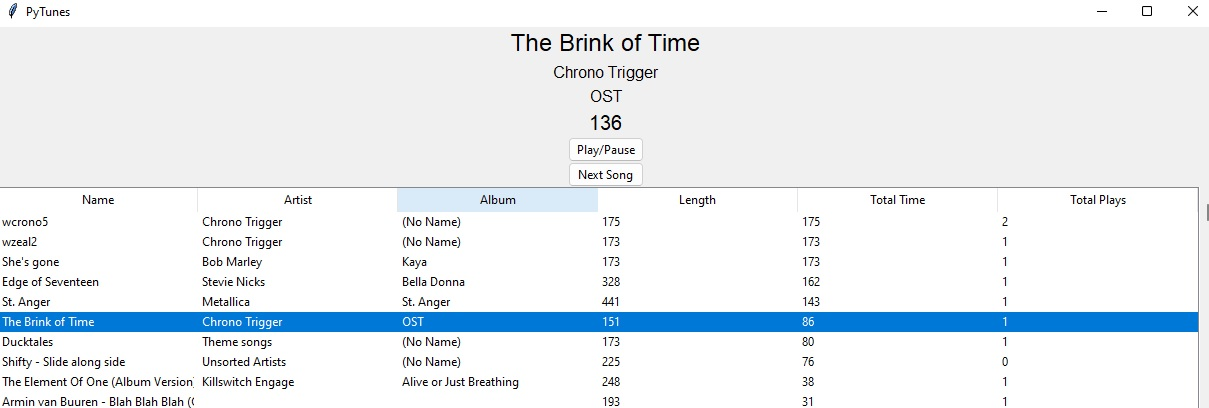 PyTunes
The Brink of Time
Chrono Trigger
OST
136
Play/Pause
Next Song
Name Artist Album Length Total Time Total Plays
wcrono5 Chrono Trigger (No Name) 175 175 2
wzeal2 Chrono Trigger (No Name) 173 173 1
She's gone Bob Marley Kaya 173 173 1
Edge of Seventeen Stevie Nicks Bella Donna 328 162 1
St. Anger Metallica St. Anger 441 143 1
The Brink of Time Chrono Trigger OST 151 86 1
Ducktales Theme songs (No Name) 173 80 1
Shifty - Slide along side Unsorted Artists (No Name) 225 76 0
The Element Of One (Album Version) Killswitch Engage Alive or Just Breathing 248 38 1
Armin van Buuren - Blah Blah Blah ( 193 31 1